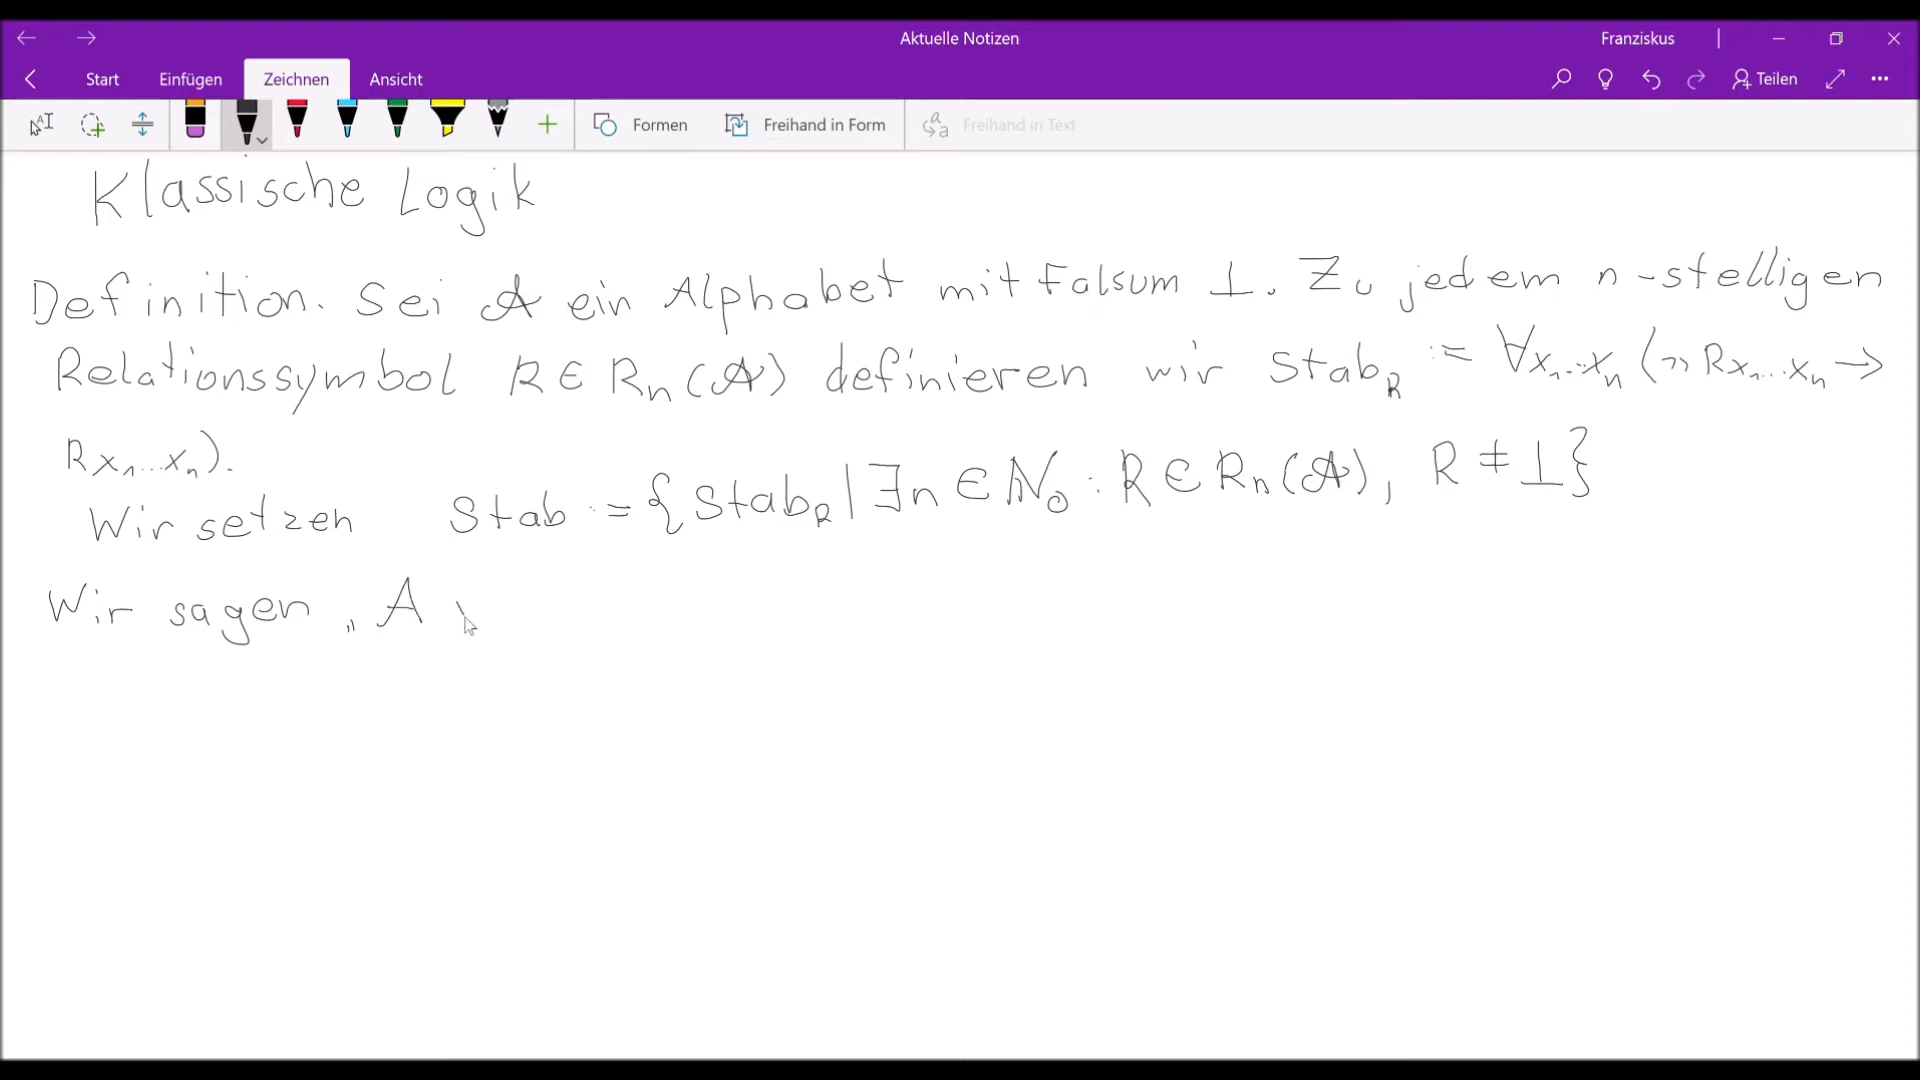 Aktuelle Notizen
Franziskus
Start Einfügen Zeichnen Ansicht
Teilen
Formen Freihand in Form Freihand in Text
Klassische Logik
Definition. Sei 𝒜 ein Alphabet mit Falsum ⊥. Zu jedem n-stelligen
Relationssymbol R ∈ Rₙ(𝒜) definieren wir Stab_R := ∀x₁...xₙ (¬¬Rx₁...xₙ →
Rx₁...xₙ).
Wir setzen Stab := {Stab_R | ∃n ∈ ℕ₀ : R ∈ Rₙ(𝒜), R ≠ ⊥}
Wir sagen „A